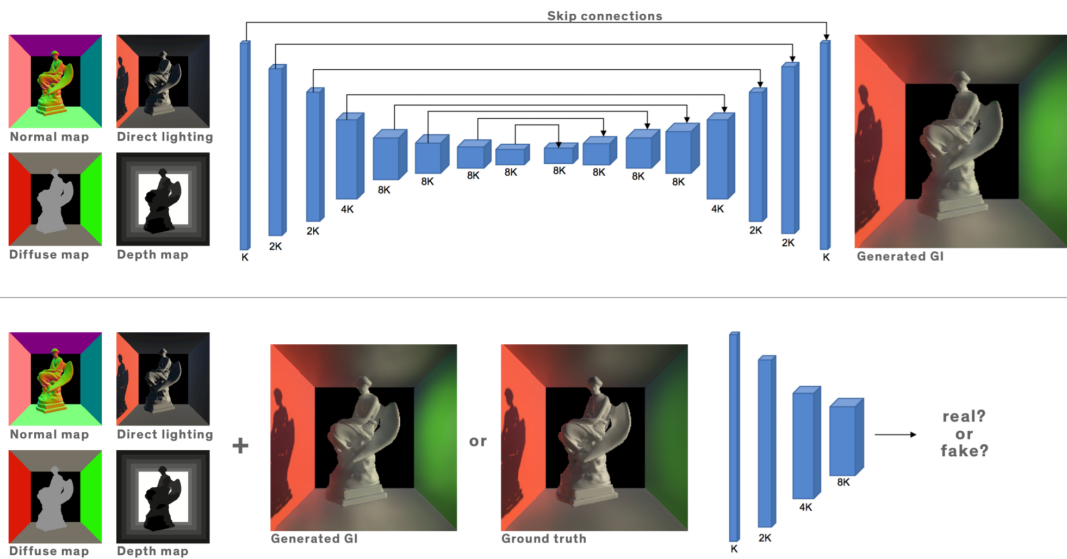 Skip connections
Normal map
Direct lighting
Diffuse map
Depth map
K
2K
2K
4K
8K
8K
8K
8K
8K
8K
8K
8K
4K
2K
2K
K
Generated GI
Normal map
Direct lighting
Diffuse map
Depth map
+
Generated GI
or
Ground truth
K
2K
4K
8K
real?
or
fake?